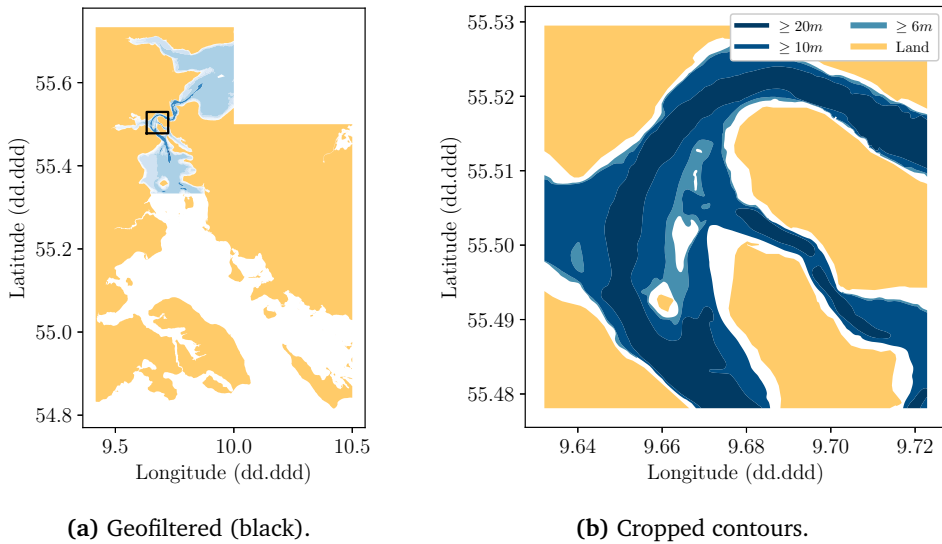 55.6
55.4
55.2
55.0
54.8
Latitude (dd.ddd)
9.5 10.0 10.5
Longitude (dd.ddd)
(a) Geofiltered (black).
≥ 20m ≥ 6m
≥ 10m Land
55.53
55.52
55.51
55.50
55.49
55.48
Latitude (dd.ddd)
9.64 9.66 9.68 9.70 9.72
Longitude (dd.ddd)
(b) Cropped contours.